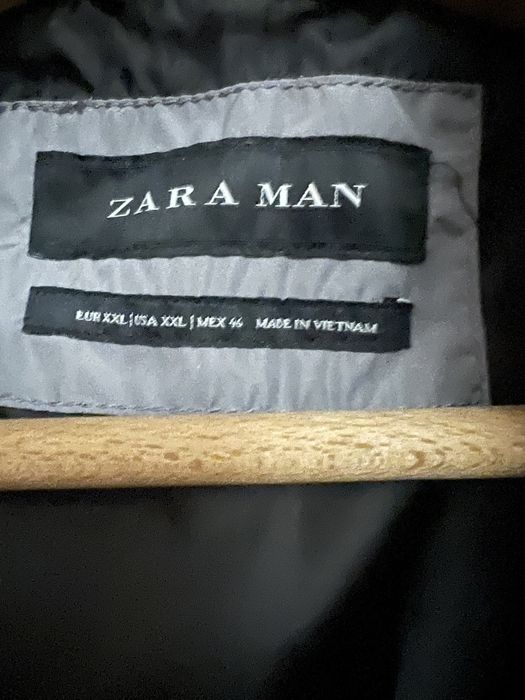 ZARA MAN
EUR XXL | USA XXL | MEX 46 MADE IN VIETNAM